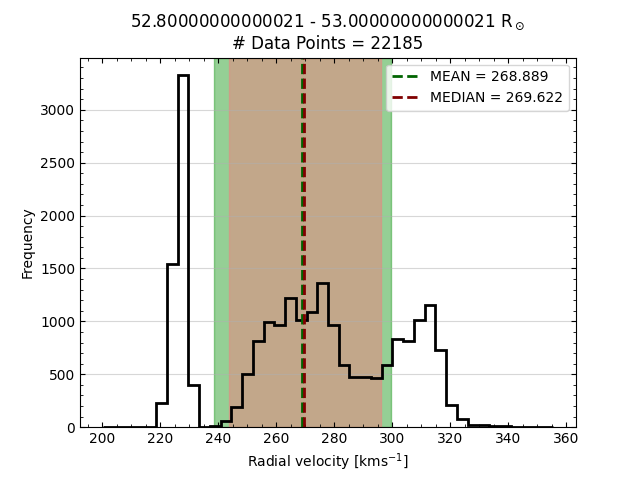 52.80000000000021 - 53.00000000000021 R⊙
# Data Points = 22185
MEAN = 268.889
MEDIAN = 269.622
Frequency
3000
2500
2000
1500
1000
500
0
200 220 240 260 280 300 320 340 360
Radial velocity [kms⁻¹]